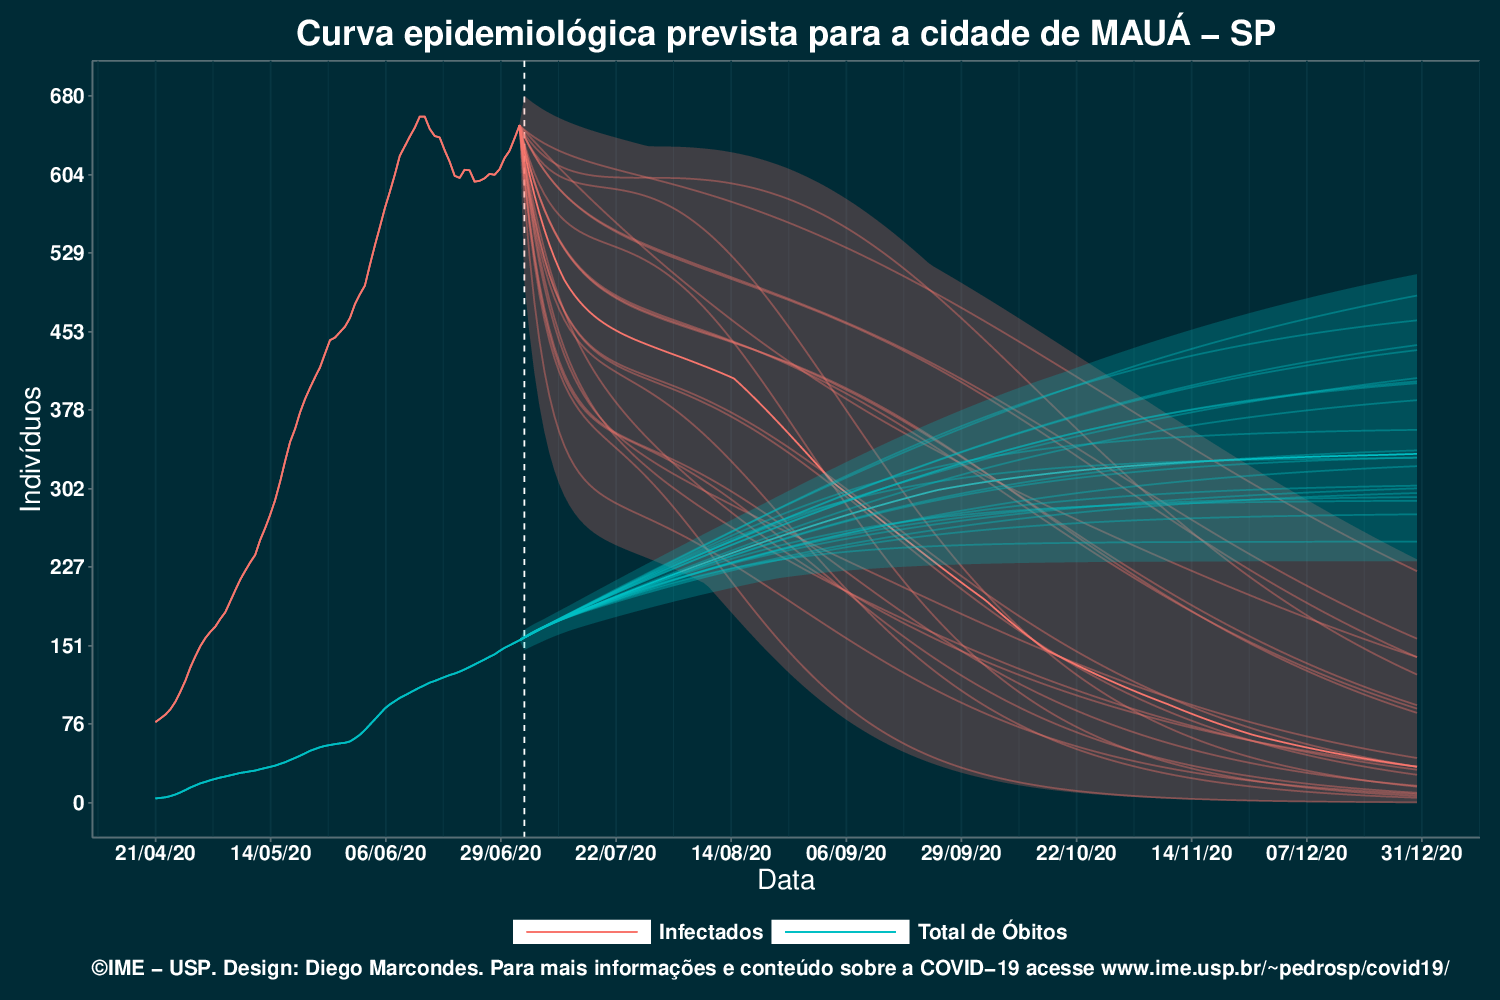 Curva epidemiológica prevista para a cidade de MAUÁ – SP
680
604
529
453
378
302
227
151
76
0
Indivíduos
21/04/20 14/05/20 06/06/20 29/06/20 22/07/20 14/08/20 06/09/20 29/09/20 22/10/20 14/11/20 07/12/20 31/12/20
Data
Infectados Total de Óbitos
©IME – USP. Design: Diego Marcondes. Para mais informações e conteúdo sobre a COVID–19 acesse www.ime.usp.br/~pedrosp/covid19/